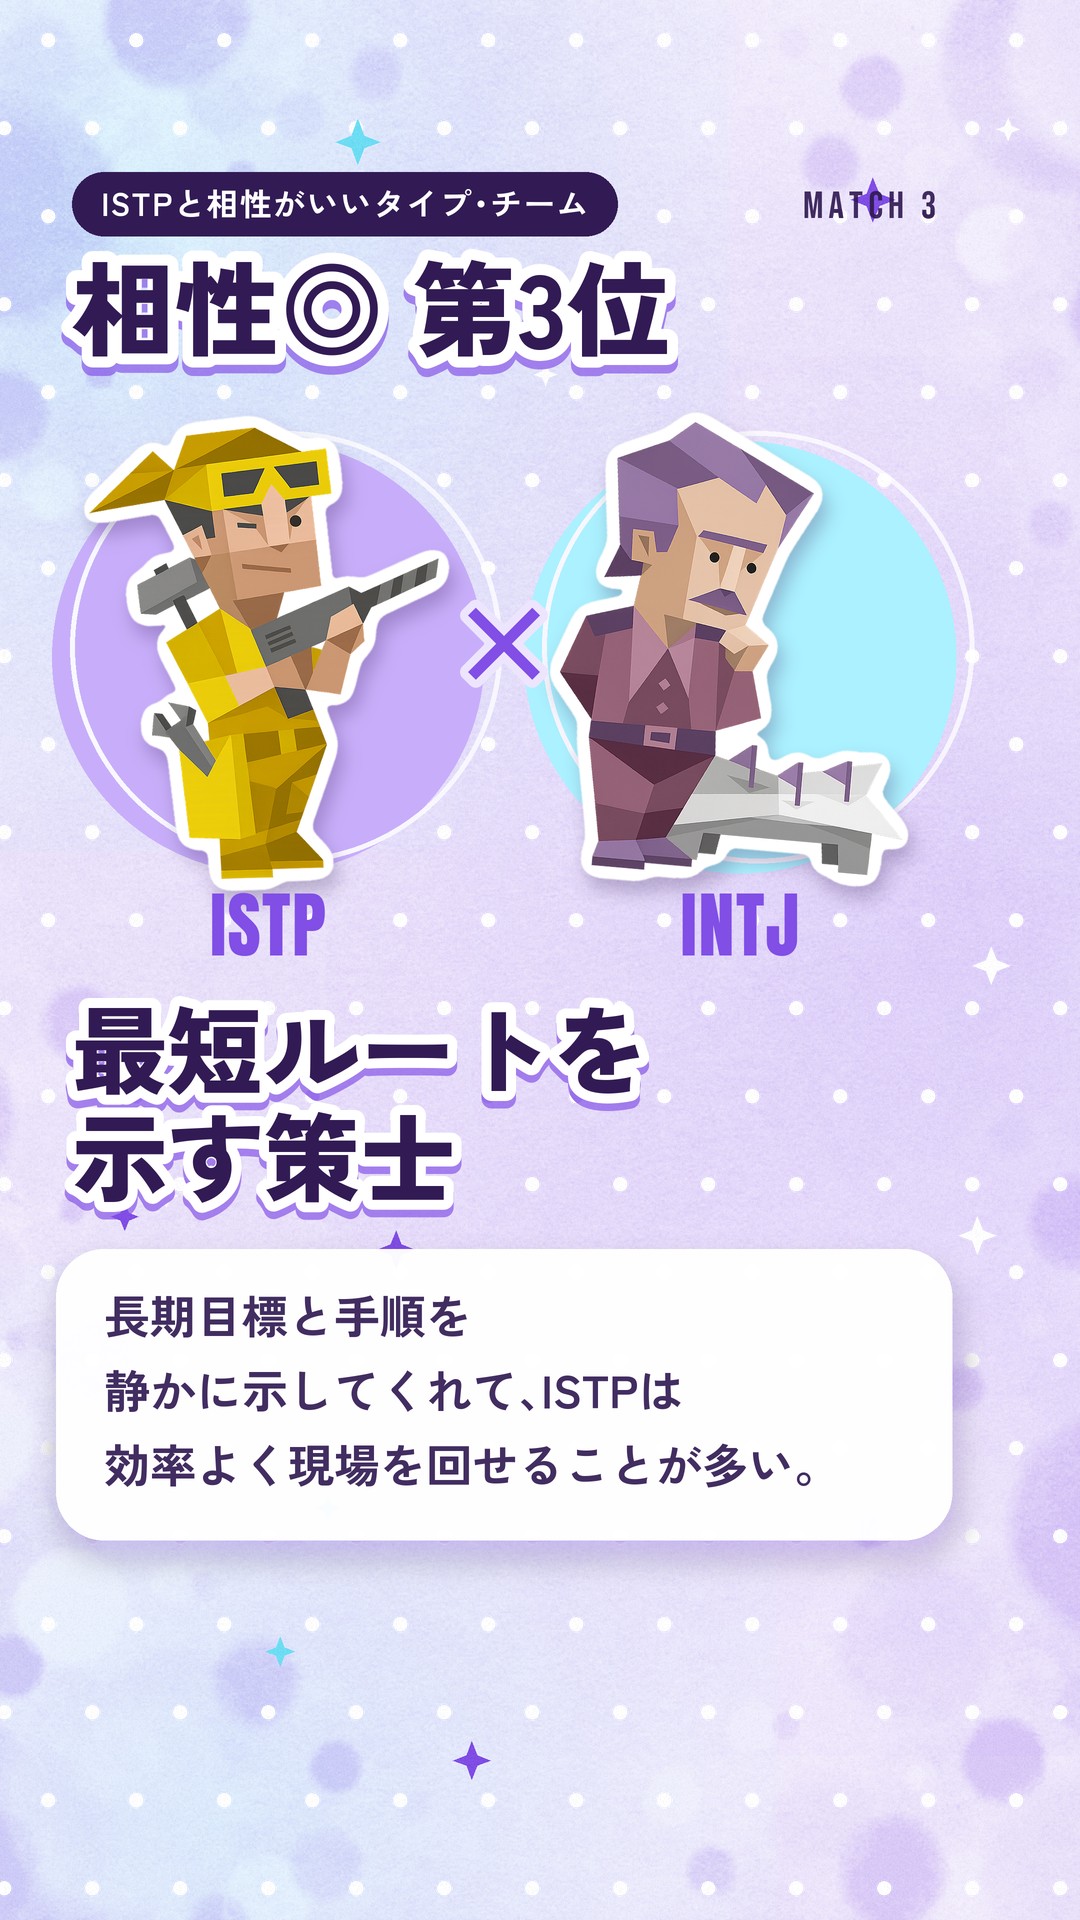 ISTPと相性がいいタイプ・チーム
MATCH 3
相性◎ 第3位
×
ISTP
INTJ
最短ルートを
示す策士
長期目標と手順を
静かに示してくれて、ISTPは
効率よく現場を回せることが多い。